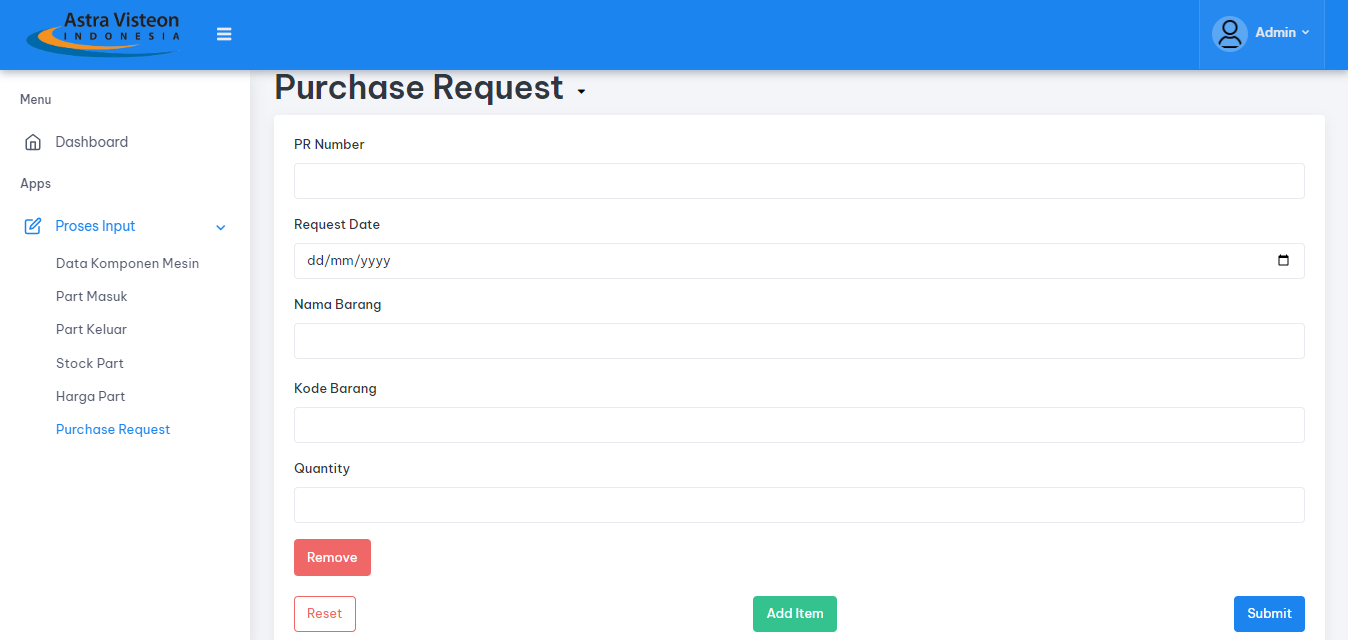 Astra Visteon
INDONESIA
Admin
Menu
Dashboard
Apps
Proses Input
Data Komponen Mesin
Part Masuk
Part Keluar
Stock Part
Harga Part
Purchase Request
Purchase Request
PR Number
Request Date
dd/mm/yyyy
Nama Barang
Kode Barang
Quantity
Remove
Reset
Add Item
Submit